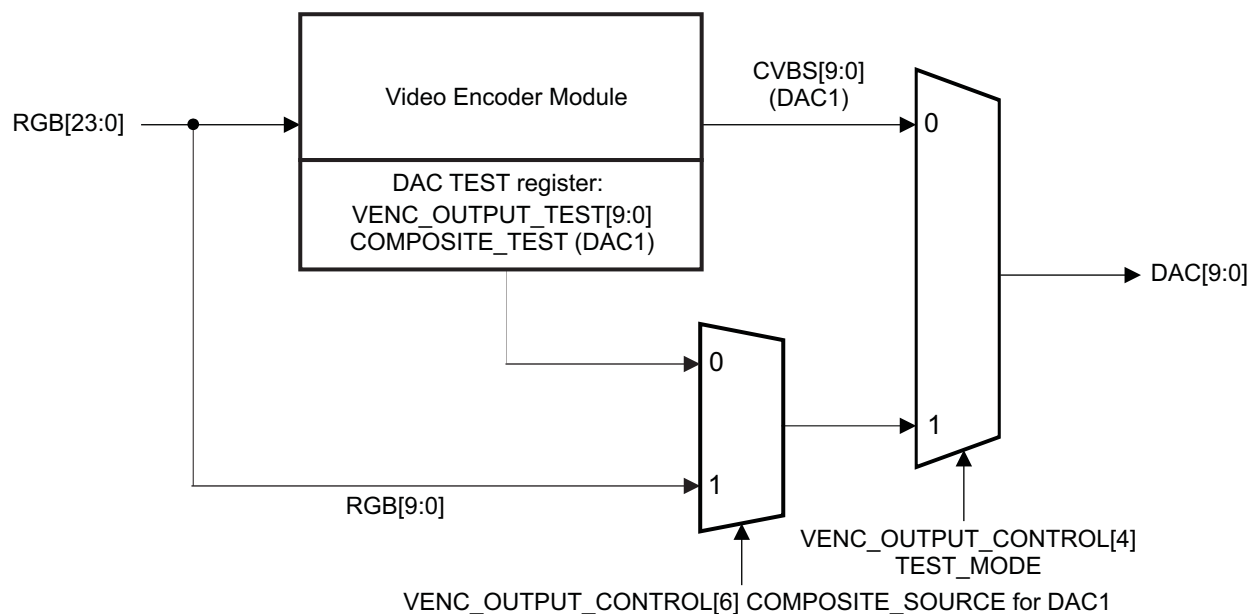 CVBS[9:0]
(DAC1)
Video Encoder Module
RGB[23:0]
0
DAC TEST register:
VENC_OUTPUT_TEST[9:0]
COMPOSITE_TEST (DAC1)
DAC[9:0]
0
1
1
RGB[9:0]
VENC_OUTPUT_CONTROL[4]
TEST_MODE
VENC_OUTPUT_CONTROL[6] COMPOSITE_SOURCE for DAC1